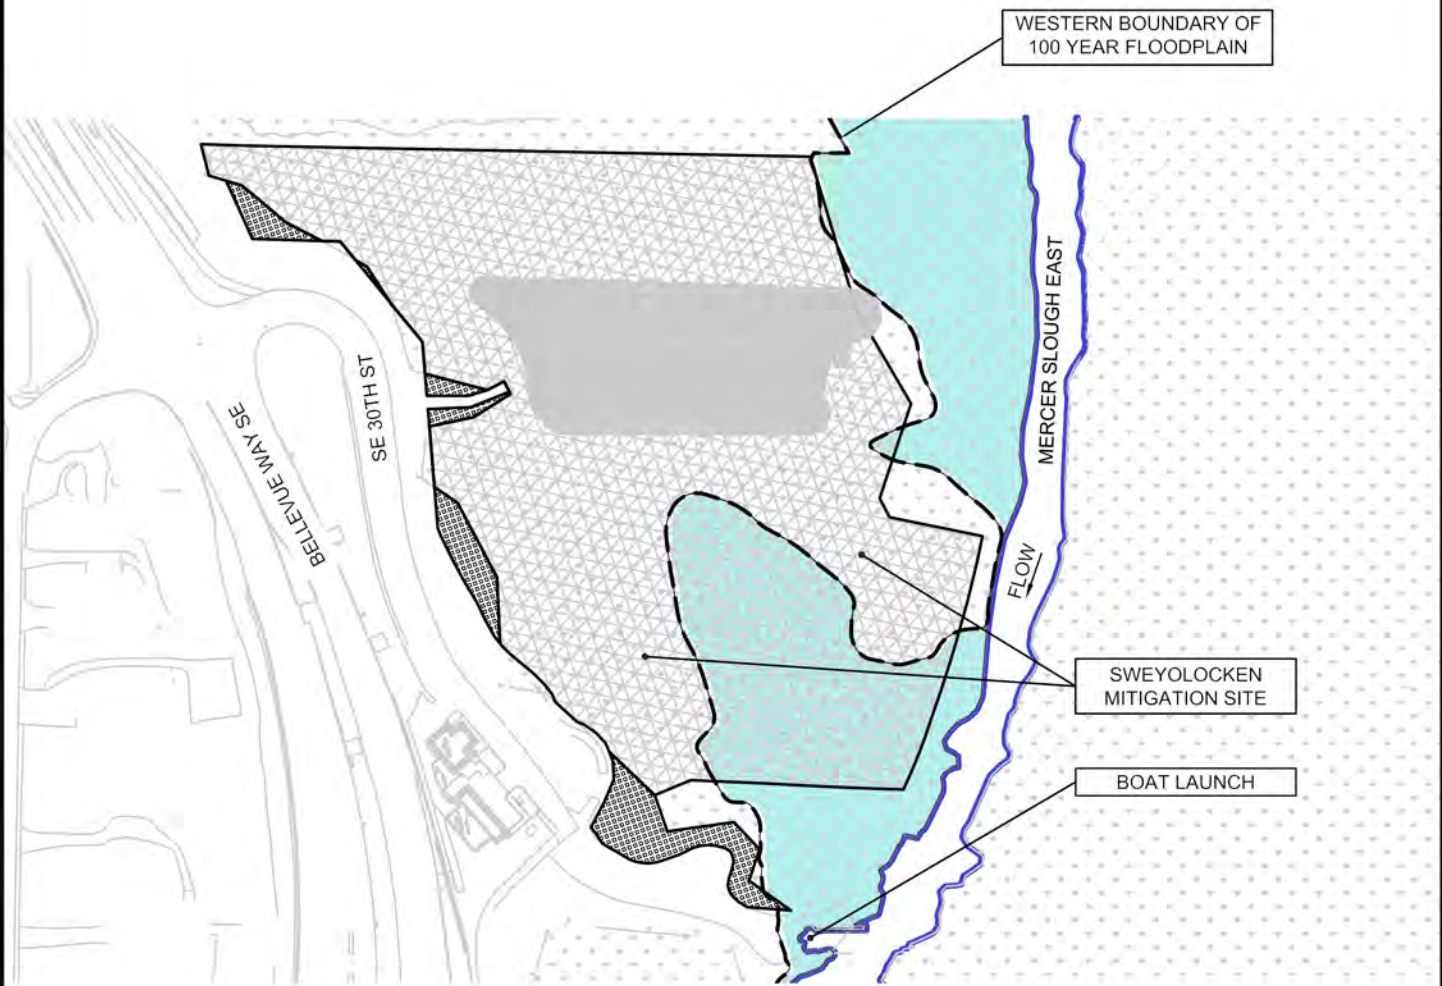 WESTERN BOUNDARY OF
100 YEAR FLOODPLAIN
MERCER SLOUGH EAST
SE 30TH ST
BELLEVUE WAY SE
FLOW
SWEYOLOCKEN
MITIGATION SITE
BOAT LAUNCH